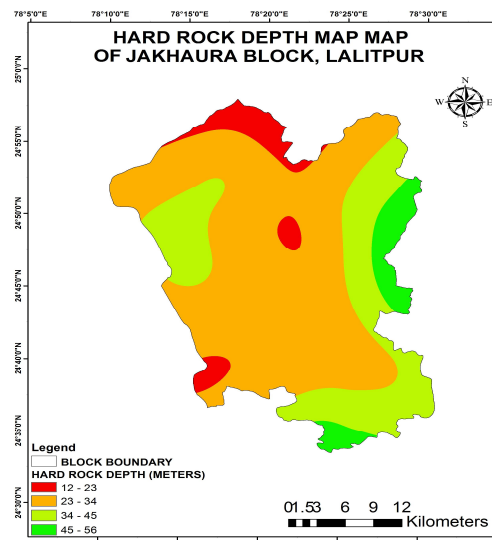 78°5'0"E 78°10'0"E 78°15'0"E 78°20'0"E 78°25'0"E 78°30'0"E
HARD ROCK DEPTH MAP MAP
OF JAKHAURA BLOCK, LALITPUR
25°0'0"N
N
W E
S
24°55'0"N
24°50'0"N
24°45'0"N
24°40'0"N
24°35'0"N
24°30'0"N
Legend
BLOCK BOUNDARY
HARD ROCK DEPTH (METERS)
12 - 23
23 - 34
34 - 45
45 - 56
01.53 6 9 12
Kilometers